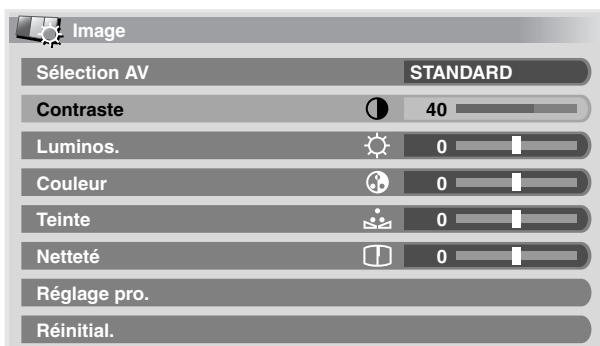 Image
Sélection AV STANDARD
Contraste 40
Luminos. 0
Couleur 0
Teinte 0
Netteté 0
Réglage pro.
Réinitial.